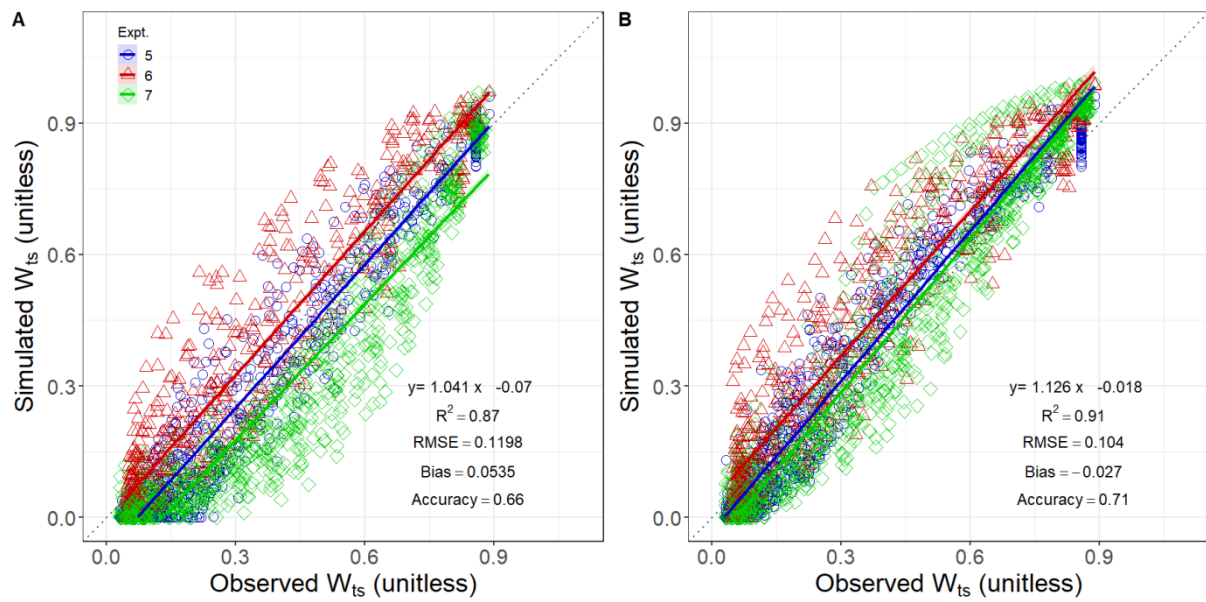 A
Expt.
5
6
7
0.9
0.6
0.3
0.0
Simulated W_ts (unitless)
y= 1.041 x -0.07
R² = 0.87
RMSE = 0.1198
Bias = 0.0535
Accuracy = 0.66
0.0 0.3 0.6 0.9
Observed W_ts (unitless)
B
0.9
0.6
0.3
0.0
Simulated W_ts (unitless)
y= 1.126 x -0.018
R² = 0.91
RMSE = 0.104
Bias = −0.027
Accuracy = 0.71
0.0 0.3 0.6 0.9
Observed W_ts (unitless)